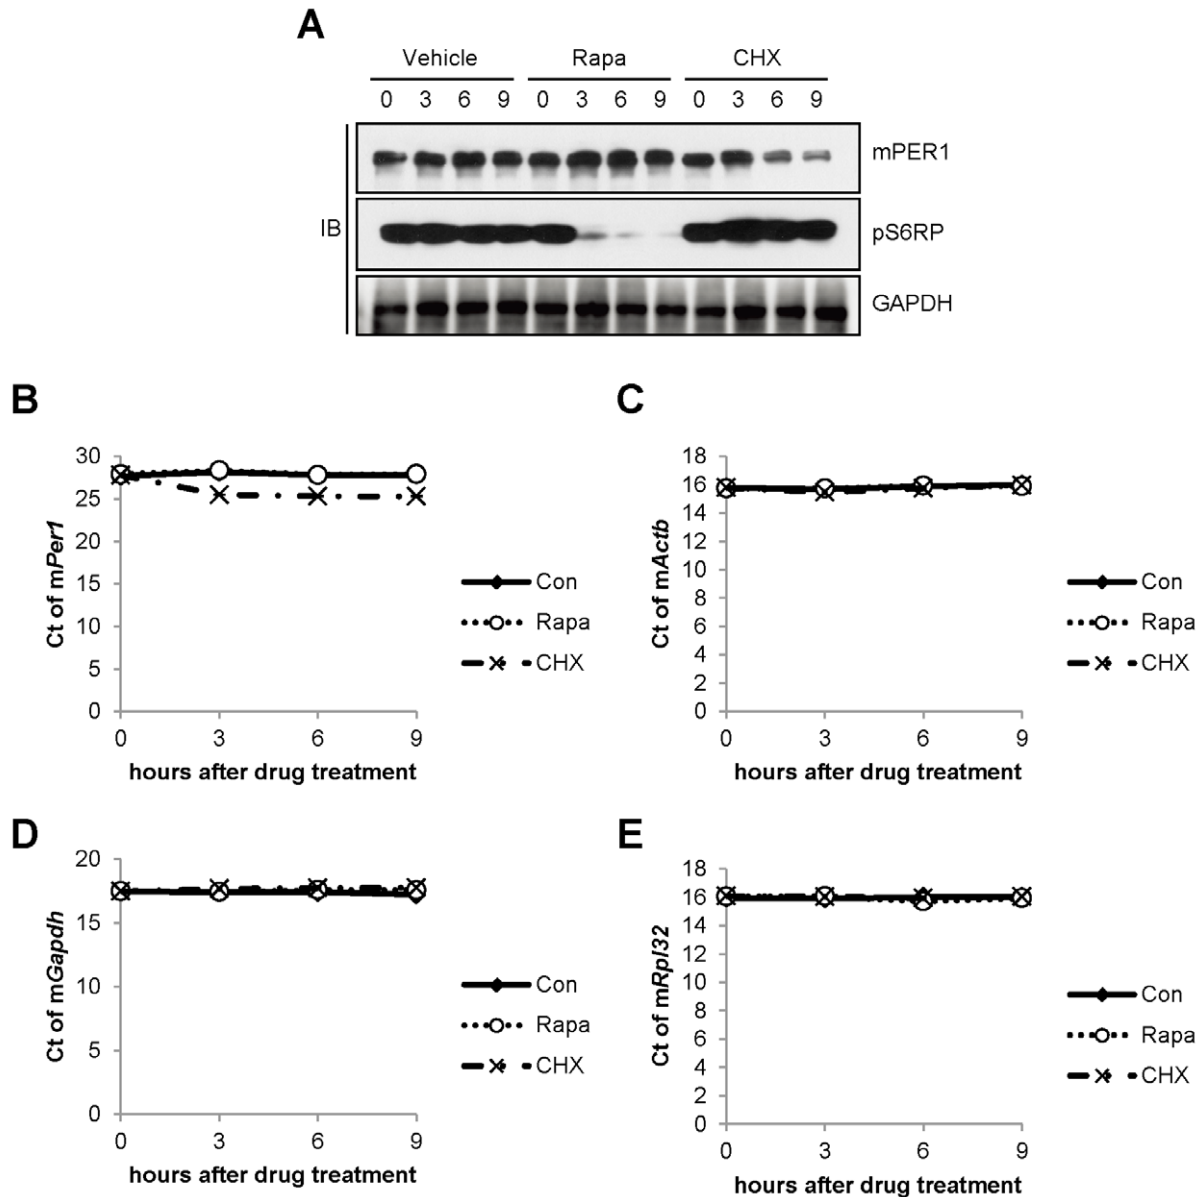 A
Vehicle Rapa CHX
0 3 6 9 0 3 6 9 0 3 6 9
mPER1
IB
pS6RP
GAPDH
B
Ct of mPer1
30
25
20
15
10
5
0
0 3 6 9
hours after drug treatment
Con
Rapa
CHX
C
Ct of mActb
18
16
14
12
10
8
6
4
2
0
0 3 6 9
hours after drug treatment
Con
Rapa
CHX
D
Ct of mGapdh
20
15
10
5
0
0 3 6 9
hours after drug treatment
Con
Rapa
CHX
E
Ct of mRpl32
18
16
14
12
10
8
6
4
2
0
0 3 6 9
hours after drug treatment
Con
Rapa
CHX